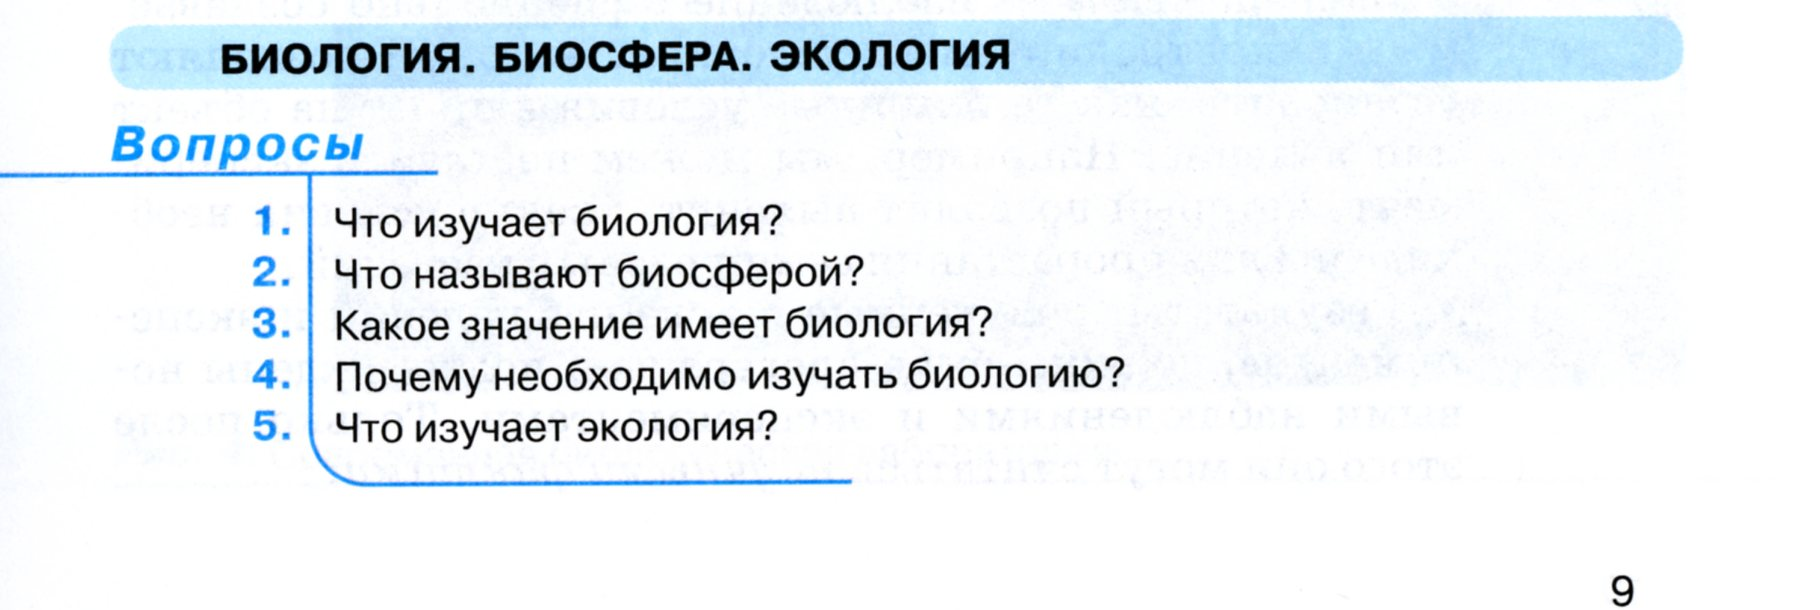 БИОЛОГИЯ. БИОСФЕРА. ЭКОЛОГИЯ
Вопросы
1. Что изучает биология?
2. Что называют биосферой?
3. Какое значение имеет биология?
4. Почему необходимо изучать биологию?
5. Что изучает экология?
9